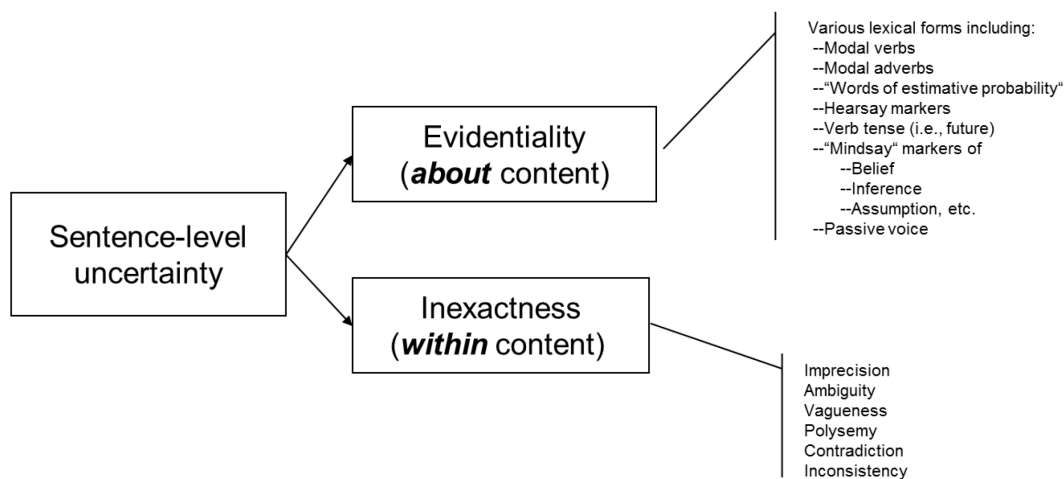 Sentence-level
uncertainty
Evidentiality
(about content)
Various lexical forms including:
--Modal verbs
--Modal adverbs
--“Words of estimative probability“
--Hearsay markers
--Verb tense (i.e., future)
--“Mindsay“ markers of
--Belief
--Inference
--Assumption, etc.
--Passive voice
Inexactness
(within content)
Imprecision
Ambiguity
Vagueness
Polysemy
Contradiction
Inconsistency